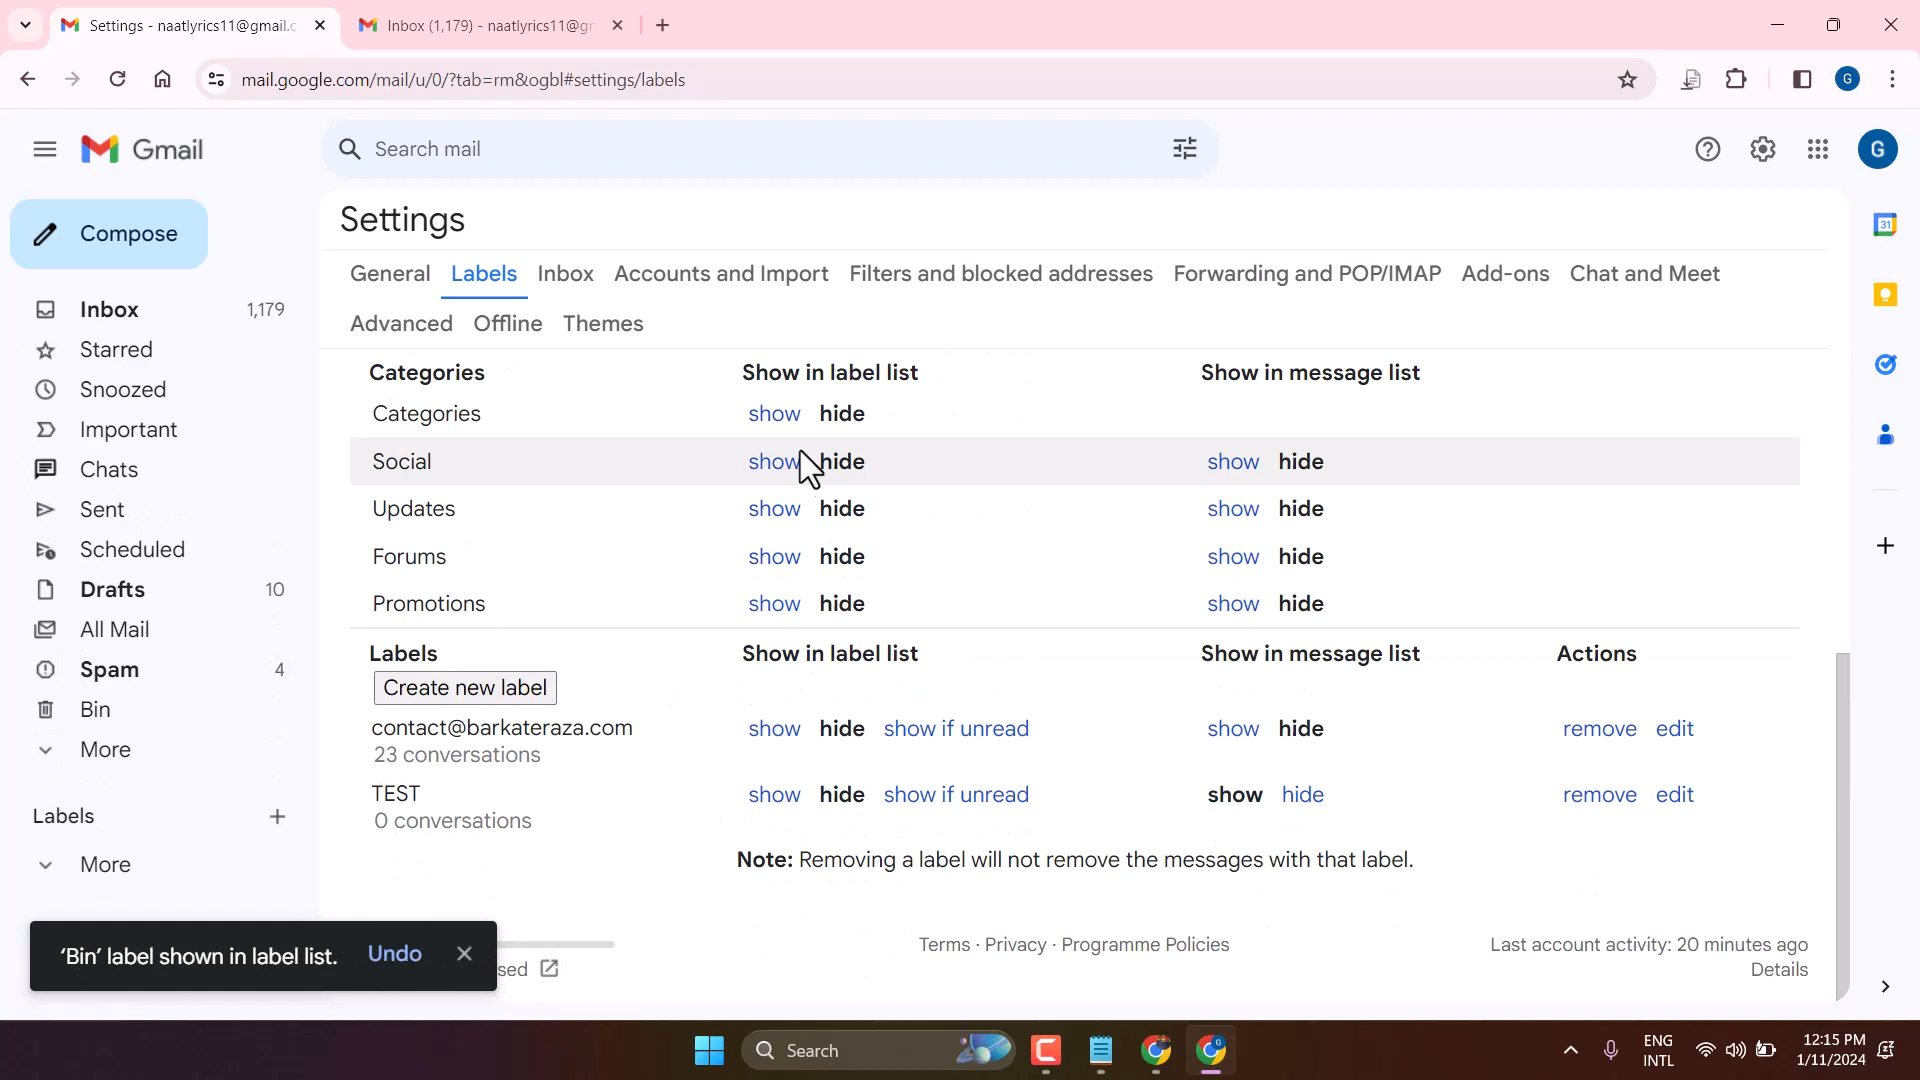 Settings - naatlyrics11@gmail.c
Inbox (1,179) - naatlyrics11@gm
mail.google.com/mail/u/0/?tab=rm&ogbl#settings/labels
G
Gmail
Search mail
G
Compose
Settings
General Labels Inbox Accounts and Import Filters and blocked addresses Forwarding and POP/IMAP Add-ons Chat and Meet
Advanced Offline Themes
Inbox 1,179
Starred
Snoozed
Important
Chats
Sent
Scheduled
Drafts 10
All Mail
Spam 4
Bin
More
Labels +
More
Categories Show in label list Show in message list
Categories show hide
Social show hide show hide
Updates show hide show hide
Forums show hide show hide
Promotions show hide show hide
Labels Show in label list Show in message list Actions
Create new label
contact@barkateraza.com show hide show if unread show hide remove edit
23 conversations
TEST show hide show if unread show hide remove edit
0 conversations
Note: Removing a label will not remove the messages with that label.
31
'Bin' label shown in label list. Undo
sed
Terms · Privacy · Programme Policies
Last account activity: 20 minutes ago
Details
Search
ENG
INTL
12:15 PM
1/11/2024